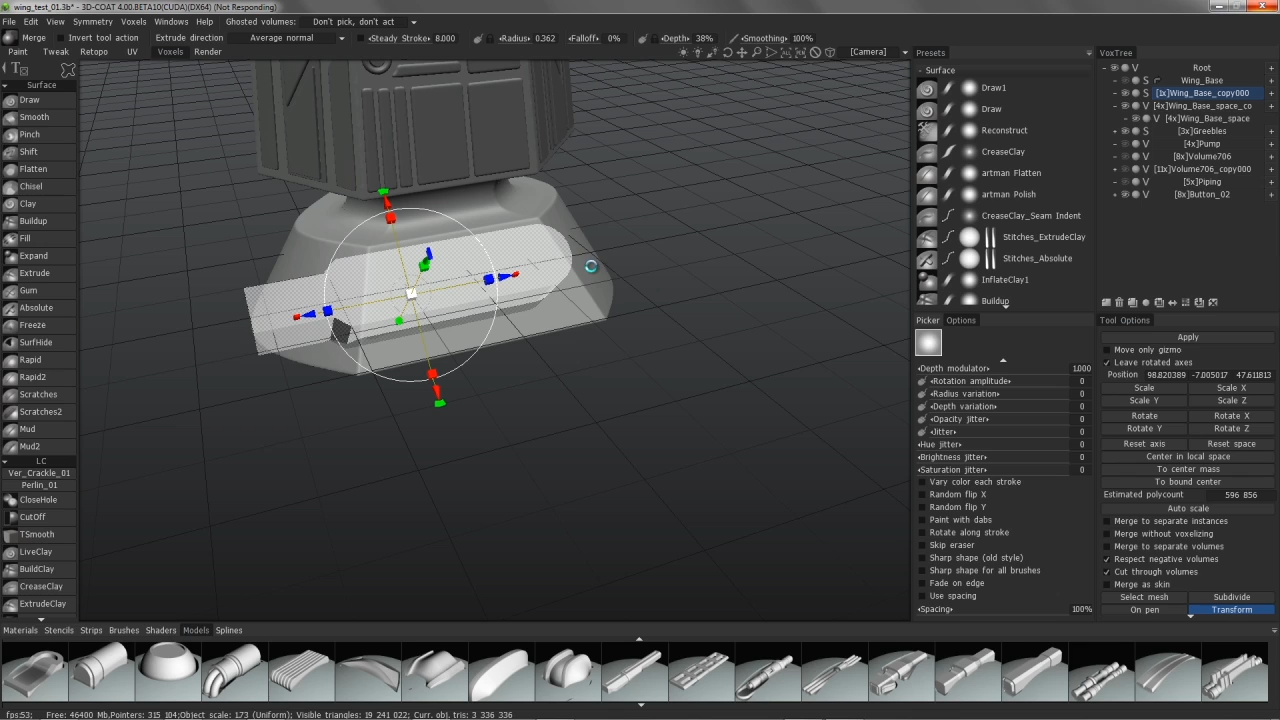 wing_test_01.3b* - 3D-COAT 4.00.BETA10(CUDA)(DX64) (Not Responding)
File Edit View Symmetry Voxels Windows Help Ghosted volumes: Don't pick, don't act
Merge Invert tool action Extrude direction Average normal Steady Stroke: 8.000 Radius: 0.362 Falloff: 0% Depth: 38% Smoothing: 100%
Paint Tweak Retopo UV Voxels Render [Camera] Presets VoxTree
Surface
Draw
Smooth
Pinch
Shift
Flatten
Chisel
Clay
Buildup
Fill
Expand
Extrude
Gum
Absolute
Freeze
SurfHide
Rapid
Rapid2
Scratches
Scratches2
Mud
Mud2
LC
Ver_Crackle_01
Perlin_01
CloseHole
CutOff
TSmooth
LiveClay
BuildClay
CreaseClay
ExtrudeClay
Surface
Draw1
Draw
Reconstruct
CreaseClay
artman Flatten
artman Polish
CreaseClay_Seam Indent
Stitches_ExtrudeClay
Stitches_Absolute
InflateClay1
Buildup
V Root
S Wing_Base
S [1x]Wing_Base_copy000
V [4x]Wing_Base_space_co
V [4x]Wing_Base_space
S [3x]Greebles
V [4x]Pump
V [8x]Volume706
V [11x]Volume706_copy000
V [5x]Piping
V [8x]Button_02
Picker Options
Depth modulator 1.000
Rotation amplitude 0
Radius variation 0
Depth variation 0
Opacity jitter 0
Jitter 0
Hue jitter 0
Brightness jitter 0
Saturation jitter 0
Vary color each stroke
Random flip X
Random flip Y
Paint with dabs
Rotate along stroke
Skip eraser
Sharp shape (old style)
Sharp shape for all brushes
Fade on edge
Use spacing
Spacing 100%
Tool Options
Apply
Move only gizmo
Leave rotated axes
Position 98.820389 -7.005017 47.611813
Scale Scale X
Scale Y Scale Z
Rotate Rotate X
Rotate Y Rotate Z
Reset axis Reset space
Center in local space
To center mass
To bound center
Estimated polycount 596 856
Auto scale
Merge to separate instances
Merge without voxelizing
Merge to separate volumes
Respect negative volumes
Cut through volumes
Merge as skin
Select mesh Subdivide
On pen Transform
Materials Stencils Strips Brushes Shaders Models Splines
fps:53; Free: 46400 Mb,Pointers: 315 104;Object scale: 1.73 (Uniform); Visible triangles: 19 241 022; Curr. obj. tris: 3 336 336